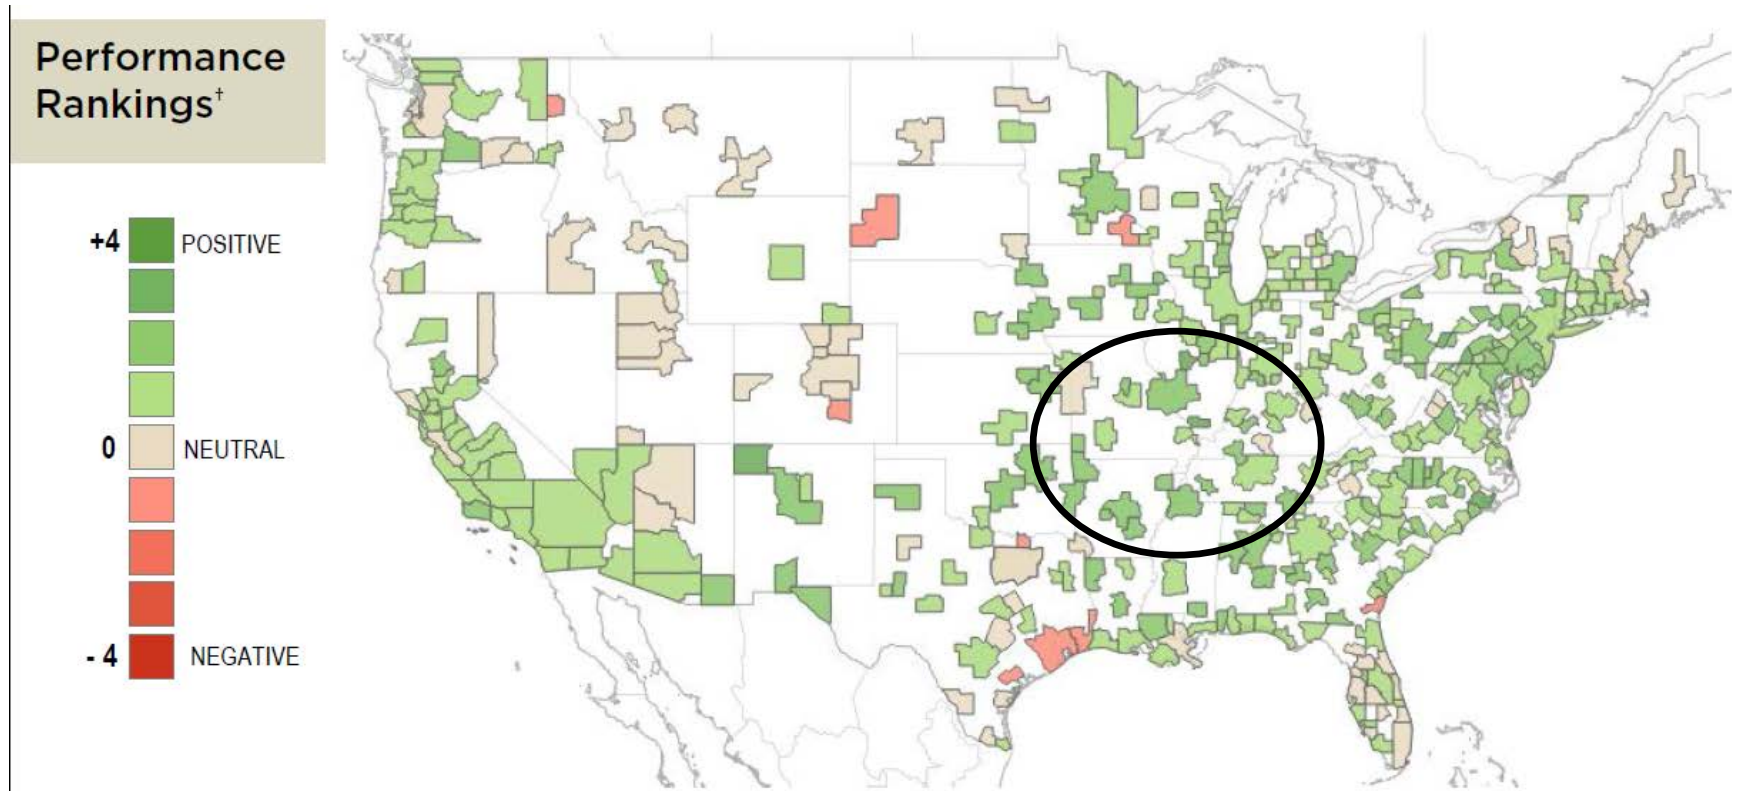 Performance
Rankings†
+4 POSITIVE
0 NEUTRAL
- 4 NEGATIVE